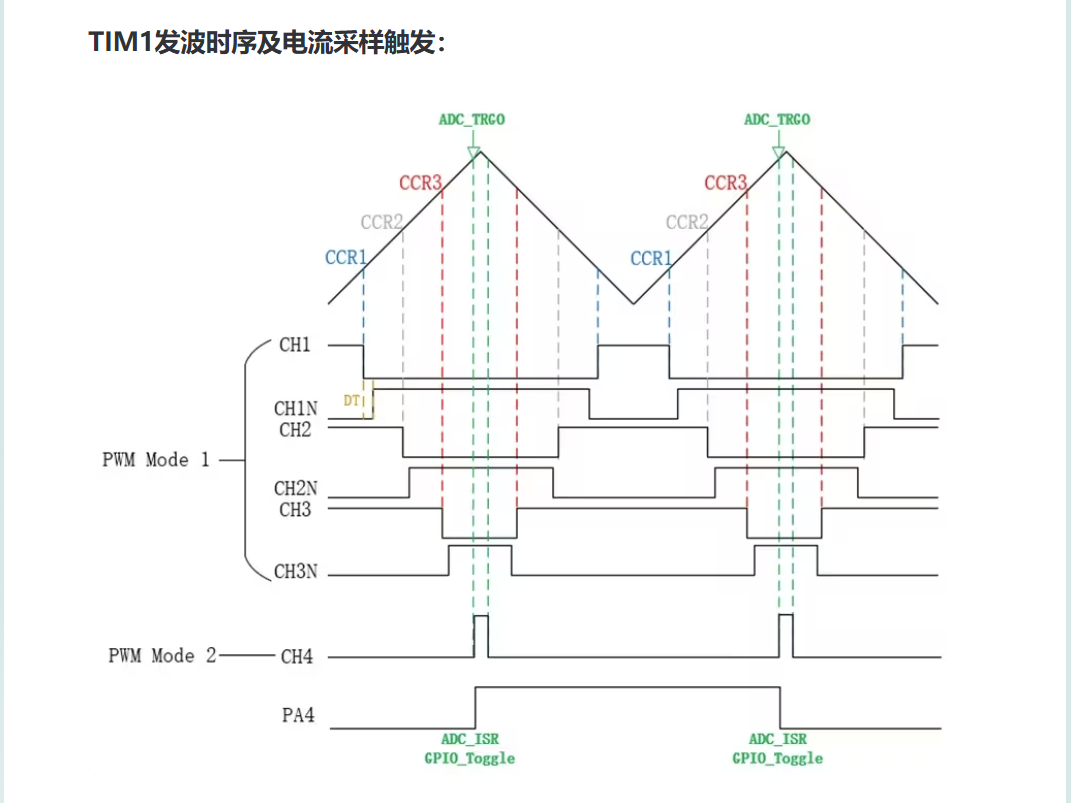 TIM1发波时序及电流采样触发：
ADC_TRGO ADC_TRGO
CCR3 CCR3
CCR2 CCR2
CCR1 CCR1
CH1
DT
CH1N
CH2
PWM Mode 1
CH2N
CH3
CH3N
PWM Mode 2 CH4
PA4
ADC_ISR ADC_ISR
GPIO_Toggle GPIO_Toggle